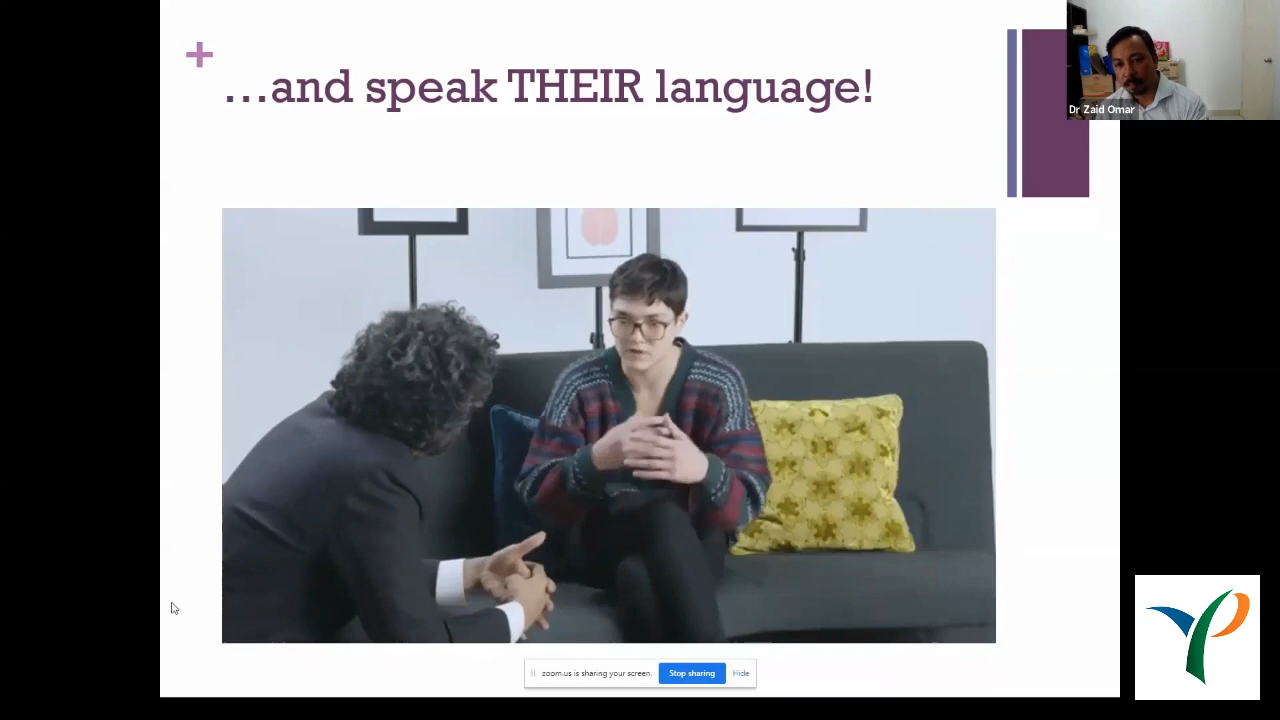 +
...and speak THEIR language!
Dr Zaid Omar
zoom.us is sharing your screen.
Stop sharing
Hide